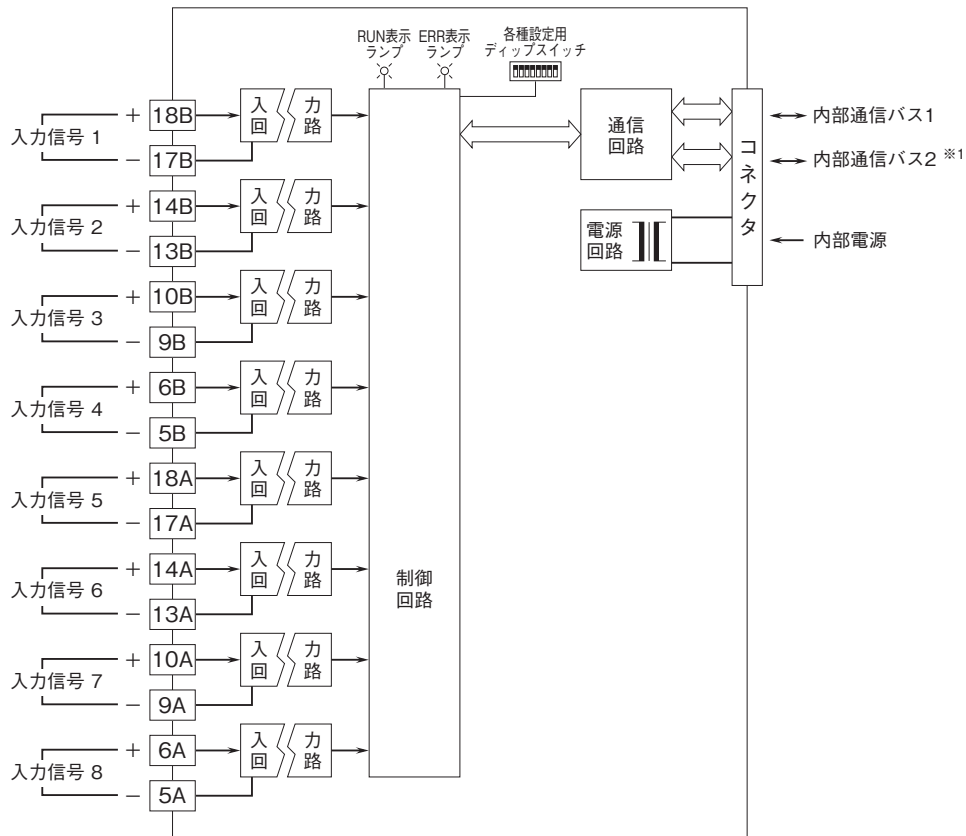 RUN表示
ランプ
ERR表示
ランプ
各種設定用
ディップスイッチ
入力信号 1
+
18B
−
17B
入 力
回 路
入力信号 2
+
14B
−
13B
入 力
回 路
入力信号 3
+
10B
−
9B
入 力
回 路
入力信号 4
+
6B
−
5B
入 力
回 路
入力信号 5
+
18A
−
17A
入 力
回 路
入力信号 6
+
14A
−
13A
入 力
回 路
入力信号 7
+
10A
−
9A
入 力
回 路
入力信号 8
+
6A
−
5A
入 力
回 路
制御
回路
通信
回路
電源
回路
コネクタ
内部通信バス1
内部通信バス2 ※1
内部電源